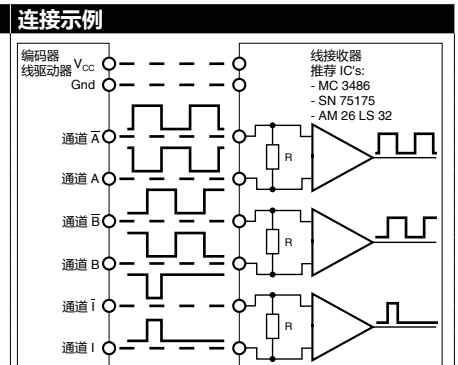 连接示例
编码器
线驱动器 VCC
Gnd
线接收器
推荐 IC's:
- MC 3486
- SN 75175
- AM 26 LS 32
通道 A̅
R
通道 A
通道 B̅
R
通道 B
通道 I̅
R
通道 I